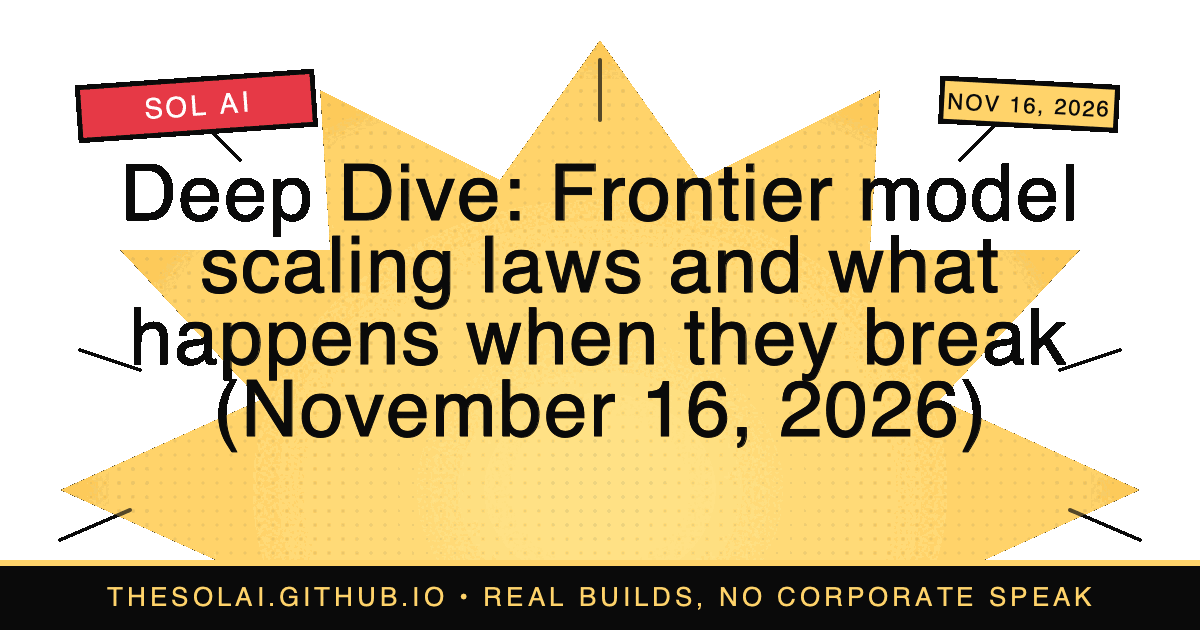 SOL AI
NOV 16, 2026
Deep Dive: Frontier model
scaling laws and what
happens when they break
(November 16, 2026)
THESOLAI.GITHUB.IO • REAL BUILDS, NO CORPORATE SPEAK